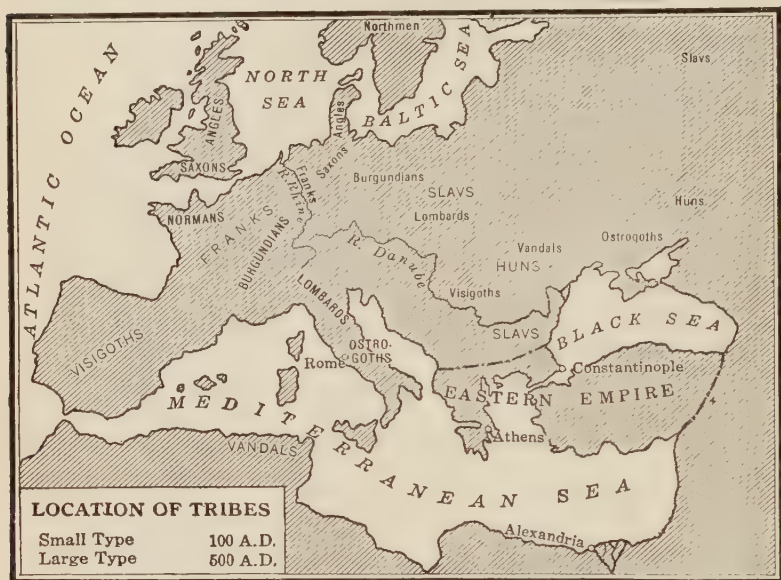 Northmen
Slavs
NORTH
SEA
BALTIC SEA
ATLANTIC OCEAN
ANGLES
Angles
SAXONS
Saxons
Franks
R. Rhine
Burgundians
SLAVS
Lombards
Huns
NORMANS
FRANKS
BURGUNDIANS
R. Danube
Vandals
Ostrogoths
HUNS
Visigoths
LOMBARDS
SLAVS
BLACK SEA
VISIGOTHS
OSTRO-
GOTHS
Rome
Constantinople
EASTERN EMPIRE
MEDITERRANEAN SEA
Athens
VANDALS
Alexandria
LOCATION OF TRIBES
Small Type 100 A.D.
Large Type 500 A.D.